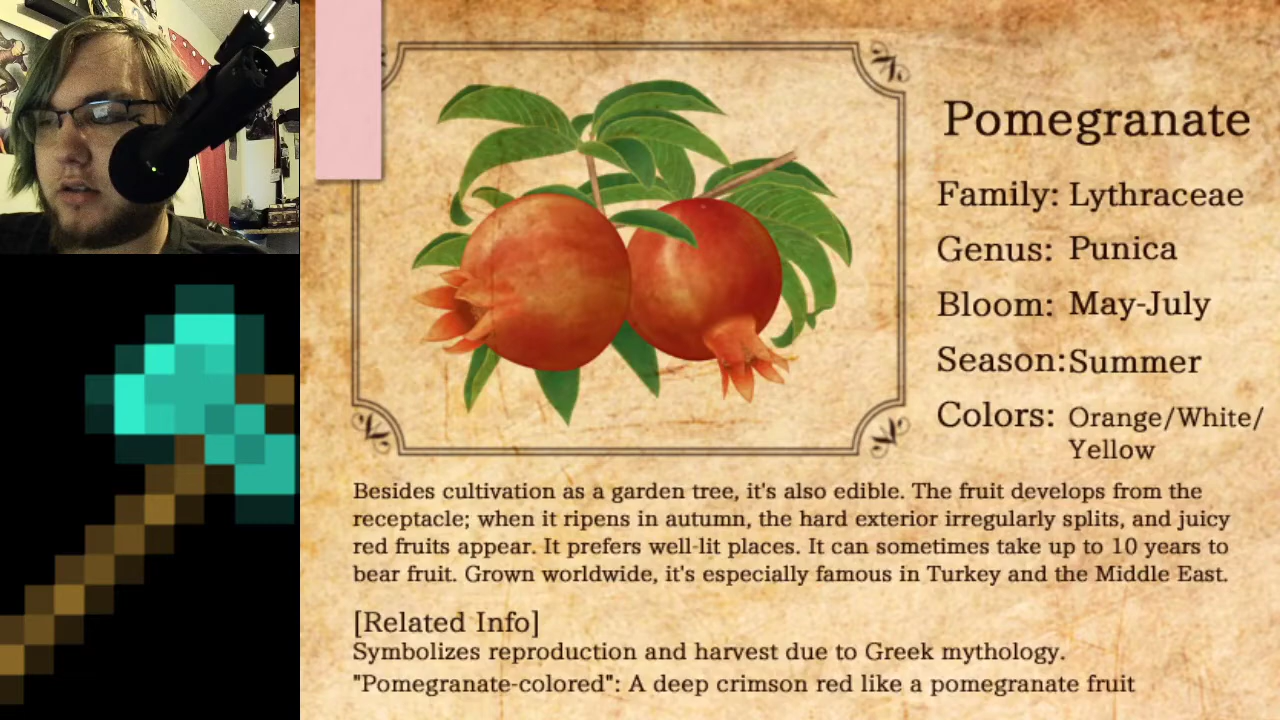 Pomegranate
Family: Lythraceae
Genus: Punica
Bloom: May-July
Season:Summer
Colors: Orange/White/
Yellow
Besides cultivation as a garden tree, it's also edible. The fruit develops from the
receptacle; when it ripens in autumn, the hard exterior irregularly splits, and juicy
red fruits appear. It prefers well-lit places. It can sometimes take up to 10 years to
bear fruit. Grown worldwide, it's especially famous in Turkey and the Middle East.
[Related Info]
Symbolizes reproduction and harvest due to Greek mythology.
"Pomegranate-colored": A deep crimson red like a pomegranate fruit